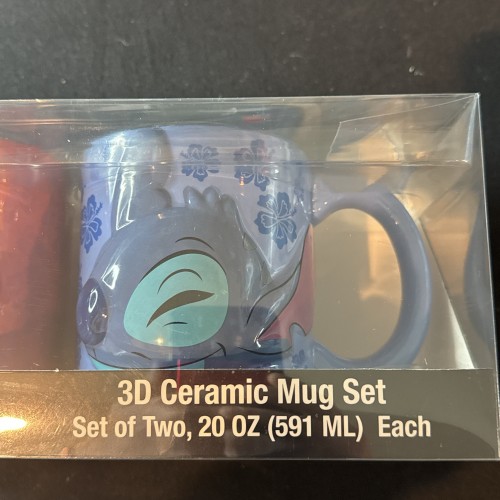 3D Ceramic Mug Set
Set of Two, 20 OZ (591 ML) Each